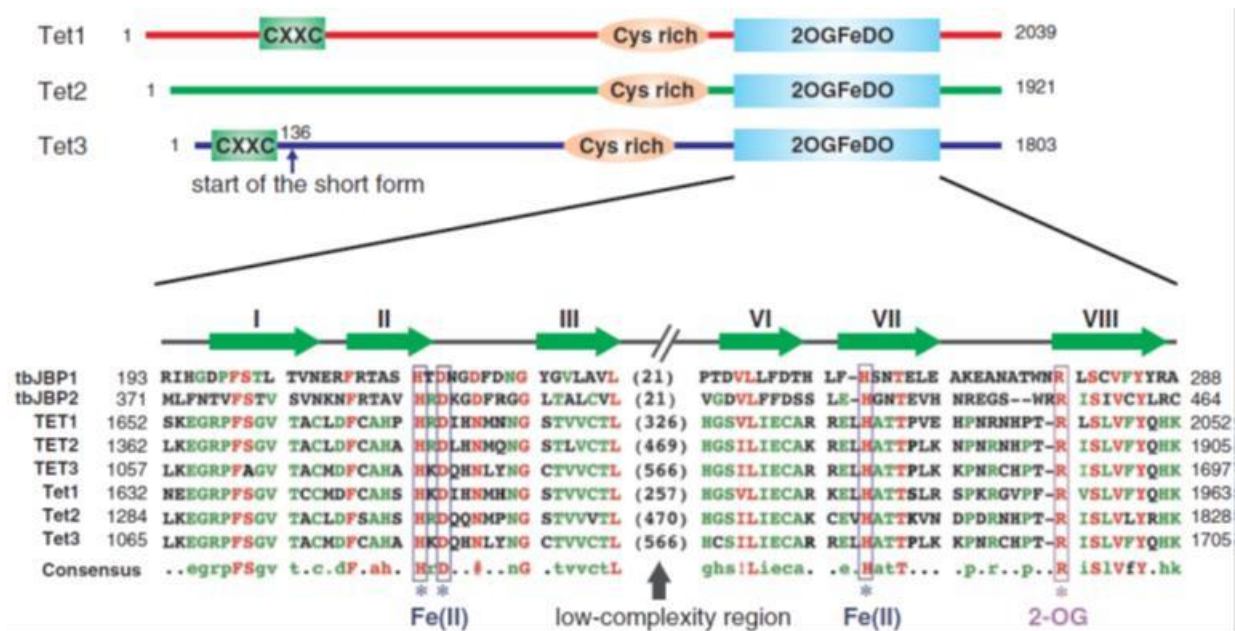 Tet1 1 CXXC Cys rich 2OGFeDO 2039
Tet2 1 Cys rich 2OGFeDO 1921
Tet3 1 CXXC 136 Cys rich 2OGFeDO 1803
start of the short form
I II III VI VII VIII
tbJBP1 193 RIHGDPFSTL TVNERFRTAS HTDNGDFDNG YGVLAVL (21) PTDVLLFDTH LF-HSNTELE AKEANATWNR LSCVFYYRA 288
tbJBP2 371 MLFNTVFSTV SVNKNFRTAV HRDKGDFRGG LTALCVL (21) VGDVLFFDSS LE-HGNTEVH NREGS--WRR ISIVCYLRC 464
TET1 1652 SKEGRPFSGV TACLDFCAHP HRDIHNMNNG STVVCTL (326) HGSVLIECAR RELHATTPVE HPNRNHPT-R LSLVFYQHK 2052
TET2 1362 LKEGRPFSGV TACLDFCAHA HRDLHNMQNG STLVCTL (469) HGSVLIECAK RELHATTPLK NPNRNHPT-R ISLVFYQHK 1905
TET3 1057 LKEGRPFAGV TACMDFCAHA HKDQHNLYNG CTVVCTL (566) HGSVLIECAR RELHATTPLK KPNRCHPT-R ISLVFYQHK 1697
Tet1 1632 NEEGRPFSGV TCCMDFCAHS HKDIHNMHNG STVVCTL (257) HGSVLIECAR KELHATTSLR SPKRGVPF-R VSLVFYQHK 1963
Tet2 1284 LKEGRPFSGV TACLDFSAHS HRDQQNMPNG STVVVTL (470) HGSLIECAK CEVHATTKVN DPDRNHPT-R ISLVLYRHK 1828
Tet3 1065 LKEGRPFSGV TACMDFCAHA HKDQHNLYNG CTVVCTL (566) HCSILIECAR RELHATTPLK KPNRCHPT-R ISLVFYQHK 1705
Consensus ..egrpFSgv t.c.dF.ah. HrD..#..nG .tvvcTL ghs!Lieca. .e.HatT... .p.r.p..R iSlVfY.hk
* * * *
Fe(II) low-complexity region Fe(II) 2-OG